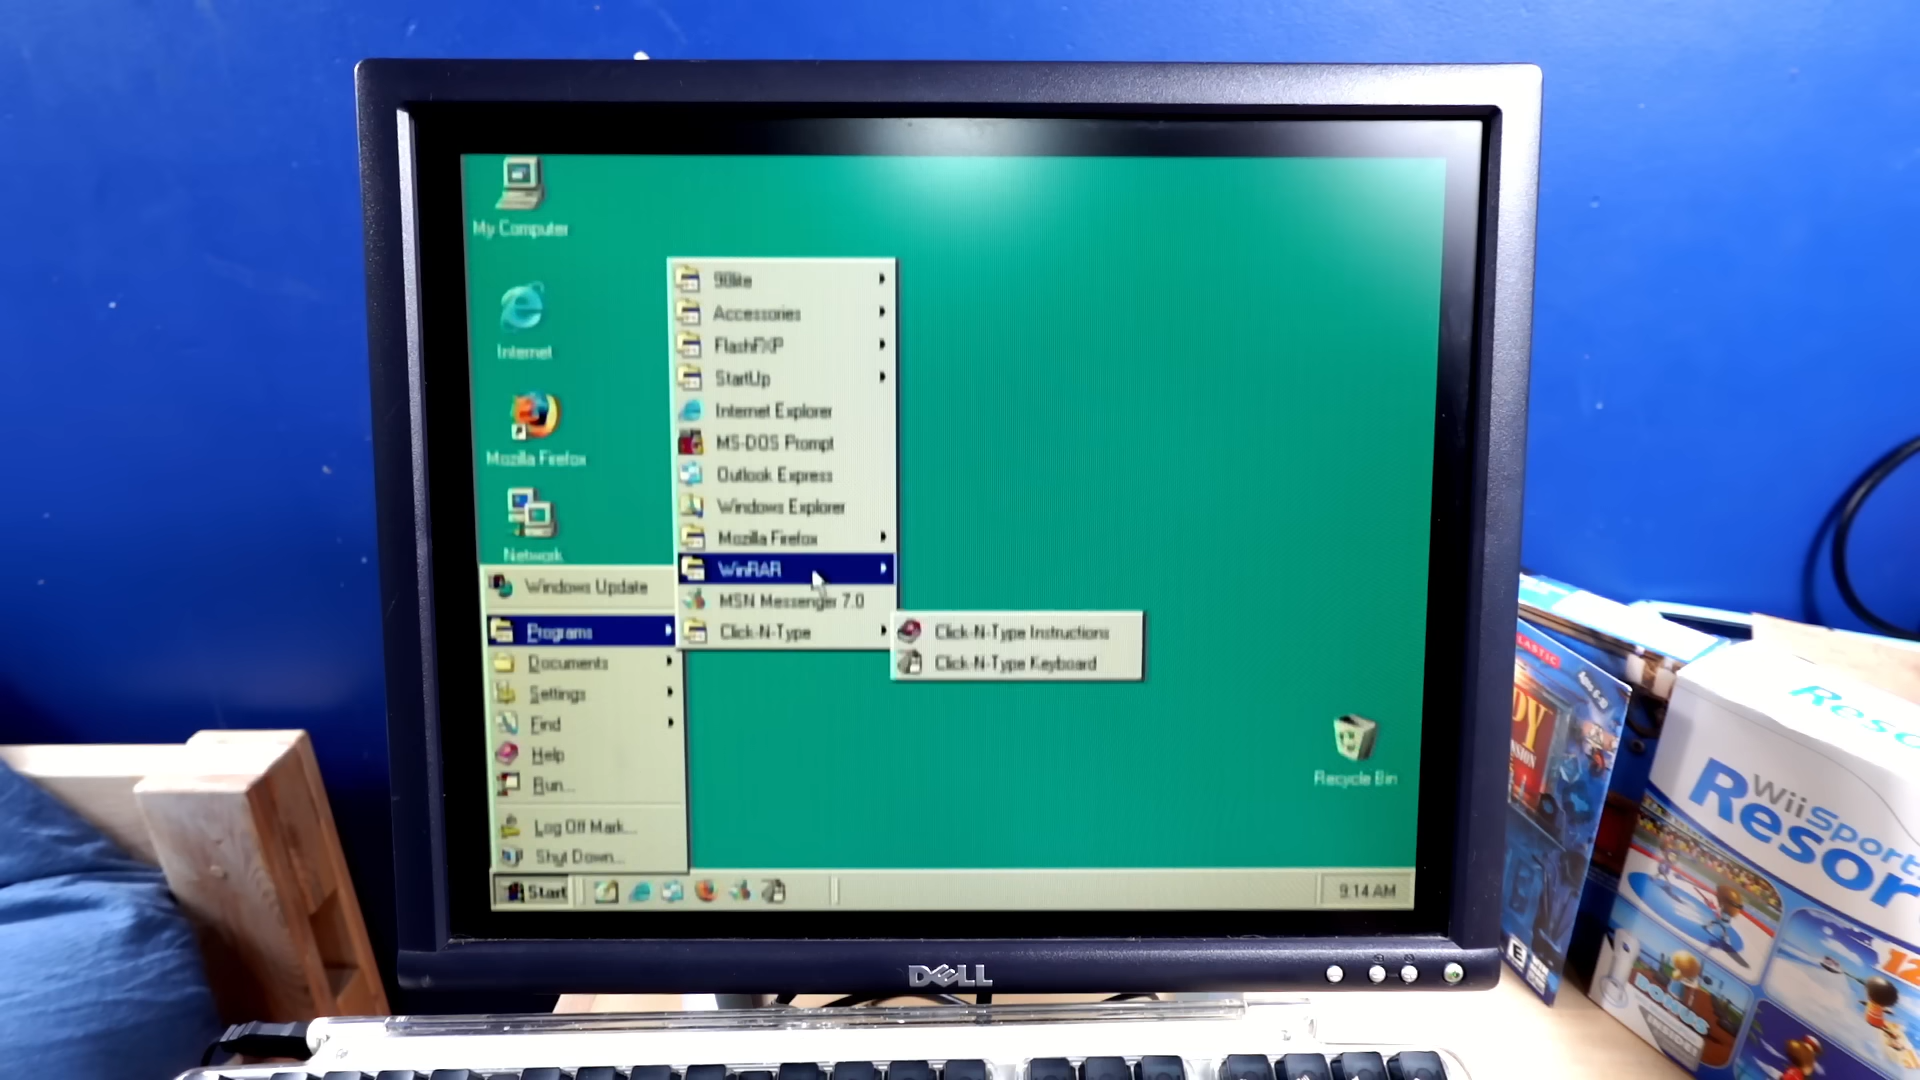 My Computer
Internet
Mozilla Firefox
Network
98lite
Accessories
FlashFXP
StartUp
Internet Explorer
MS-DOS Prompt
Outlook Express
Windows Explorer
Mozilla Firefox
WinRAR
MSN Messenger 7.0
Click-N-Type
Click-N-Type Instructions
Click-N-Type Keyboard
Windows Update
Programs
Documents
Settings
Find
Help
Run...
Log Off Mark...
Shut Down...
Recycle Bin
Start
9:14 AM
DELL
Wii Sports
Resort
Reso
BONUS
12
E